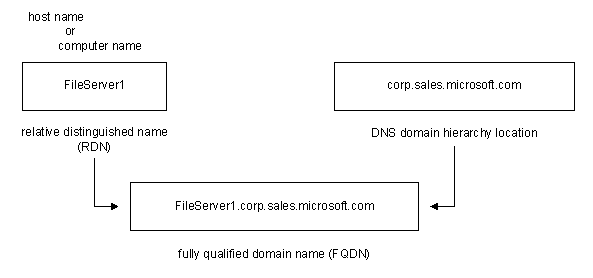 host name
or
computer name
FileServer1
corp.sales.microsoft.com
relative distinguished name
(RDN)
DNS domain hierarchy location
FileServer1.corp.sales.microsoft.com
fully qualified domain name (FQDN)